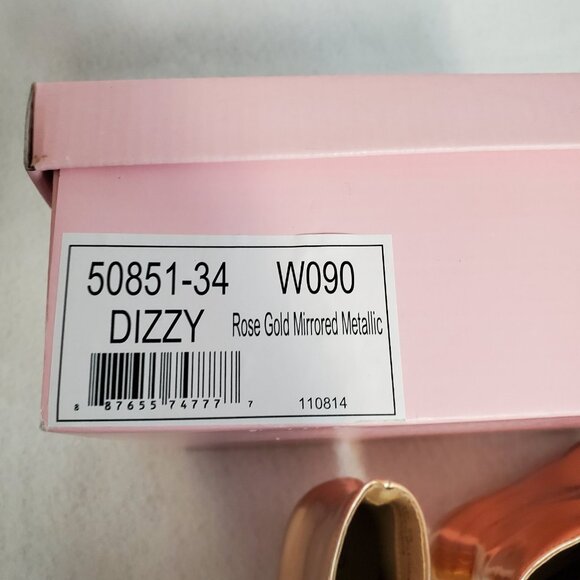 50851-34 W090
DIZZY Rose Gold Mirrored Metallic
8 87655 74777 7 110814